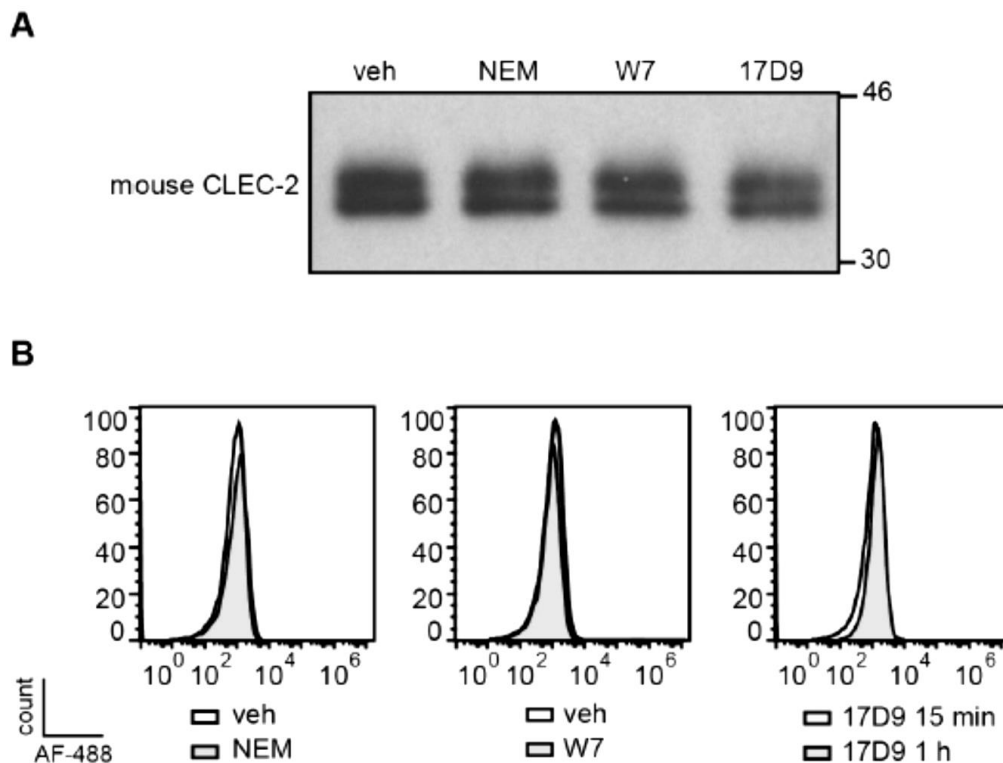 A
veh NEM W7 17D9
46
mouse CLEC-2
30
B
100 100 100
80 80 80
60 60 60
40 40 40
20 20 20
0 0 0
10^0 10^2 10^4 10^6 10^0 10^2 10^4 10^6 10^0 10^2 10^4 10^6
count
AF-488
veh veh 17D9 15 min
NEM W7 17D9 1 h